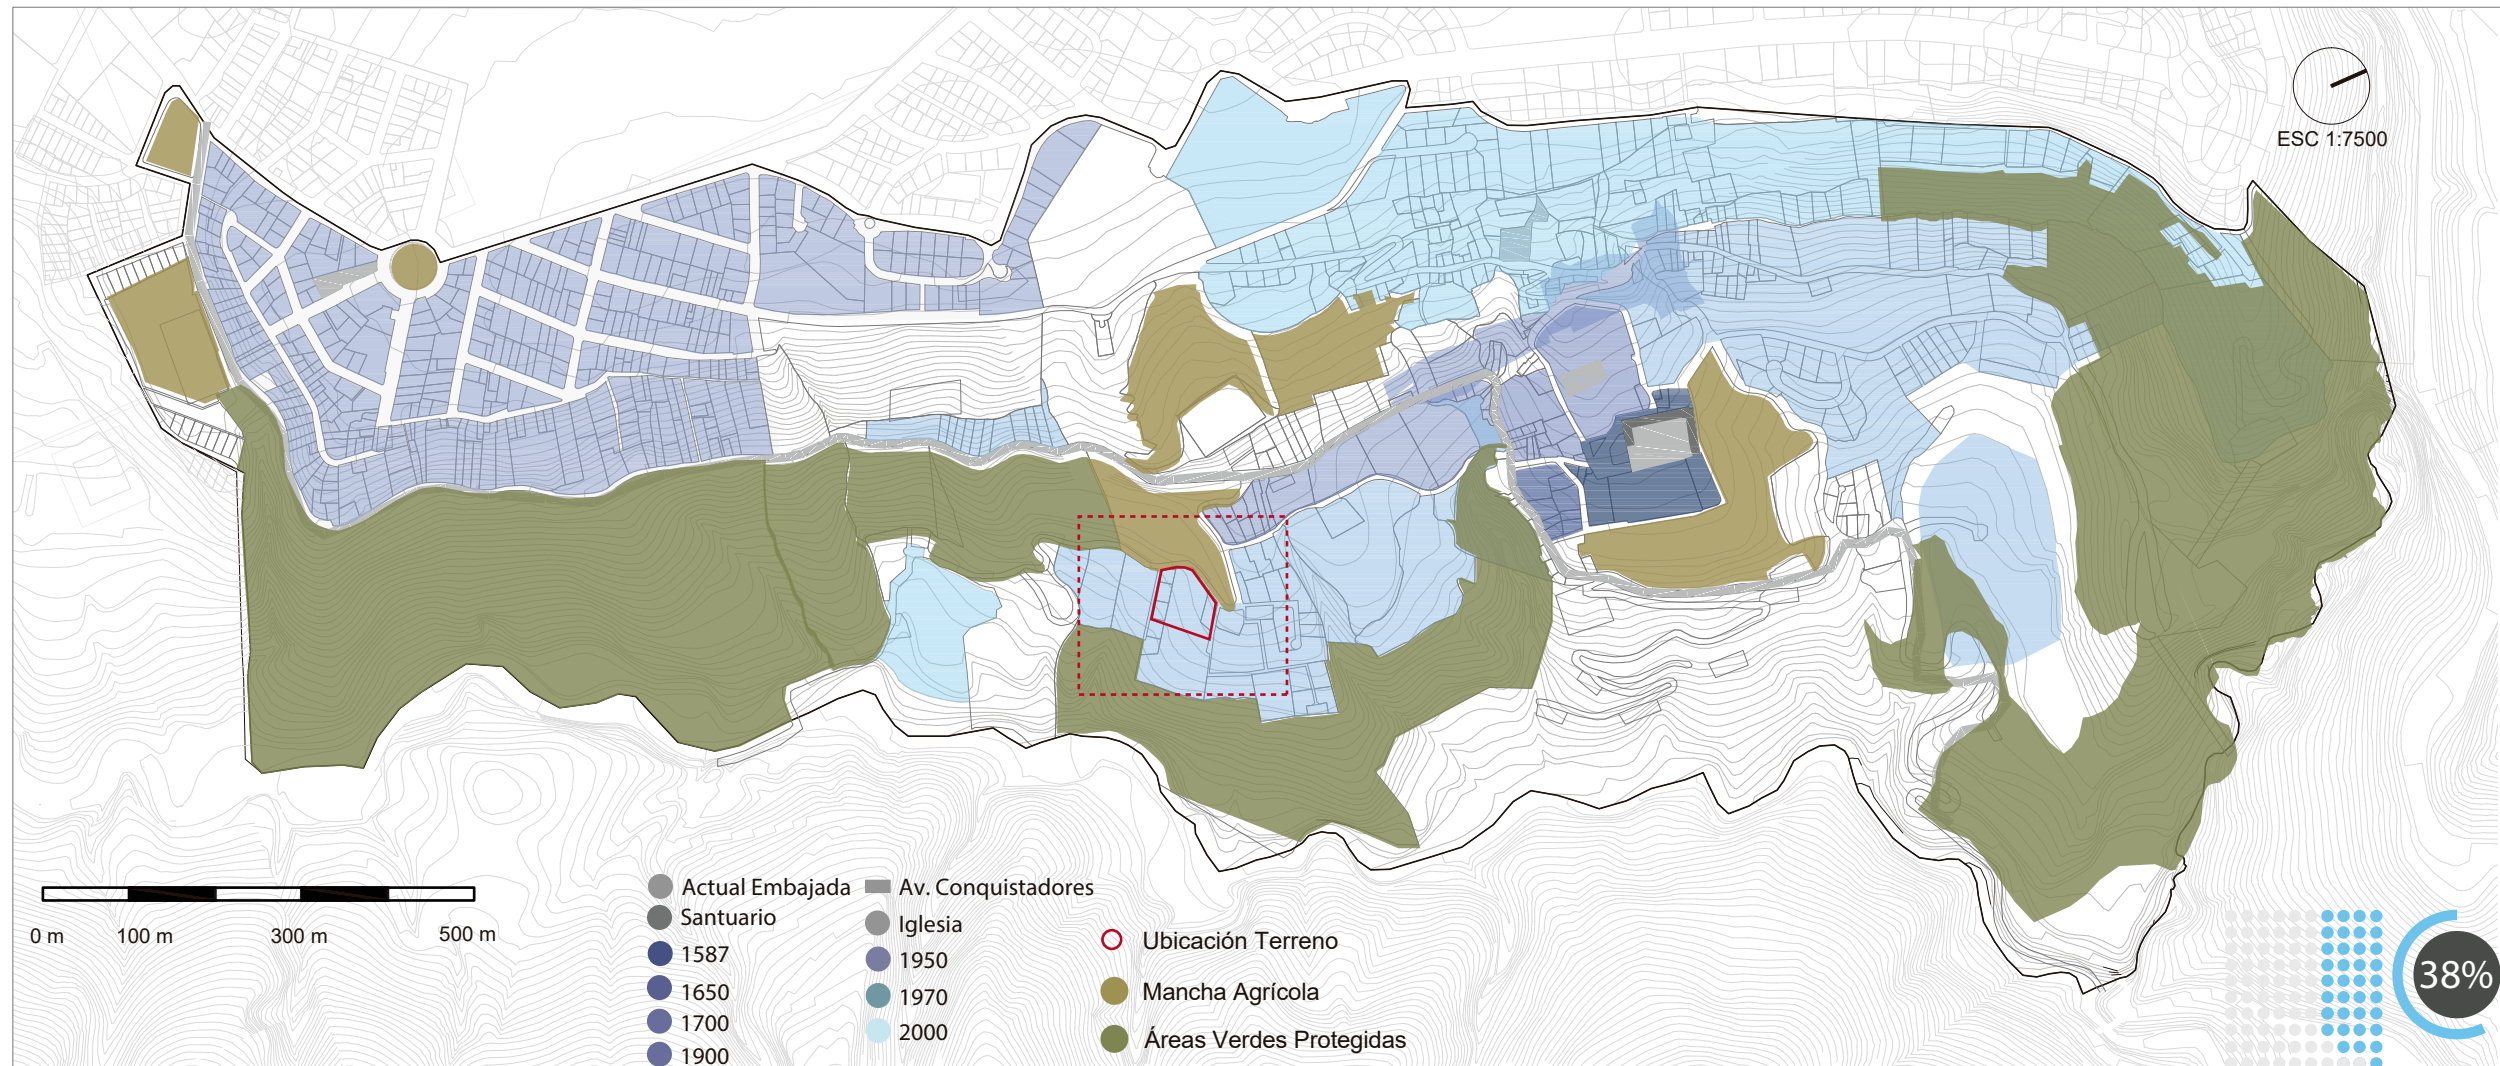 ESC 1:7500
0 m 100 m 300 m 500 m
Actual Embajada
Santuario
1587
1650
1700
1900
Av. Conquistadores
Iglesia
1950
1970
2000
Ubicación Terreno
Mancha Agrícola
Áreas Verdes Protegidas
38%